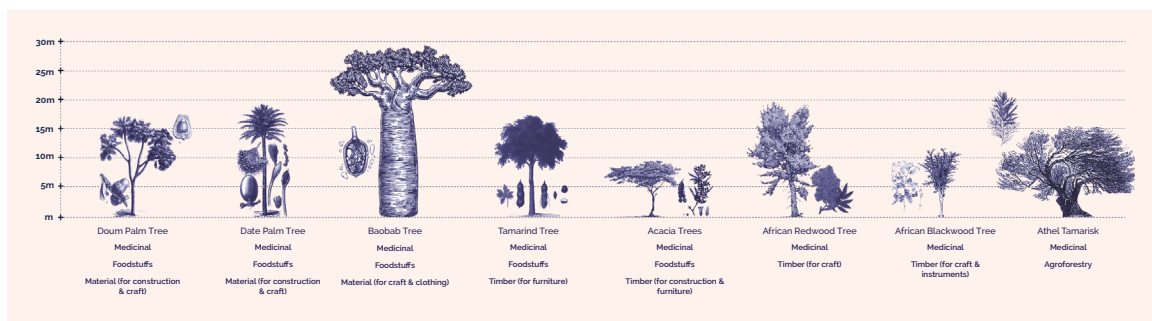 30m
25m
20m
15m
10m
5m
m
Doum Palm Tree
Medicinal
Foodstuffs
Material (for construction
& craft)
Date Palm Tree
Medicinal
Foodstuffs
Material (for construction
& craft)
Baobab Tree
Medicinal
Foodstuffs
Material (for craft & clothing)
Tamarind Tree
Medicinal
Foodstuffs
Timber (for furniture)
Acacia Trees
Medicinal
Foodstuffs
Timber (for construction &
furniture)
African Redwood Tree
Medicinal
Timber (for craft)
African Blackwood Tree
Medicinal
Timber (for craft &
instruments)
Athel Tamarisk
Medicinal
Agroforestry